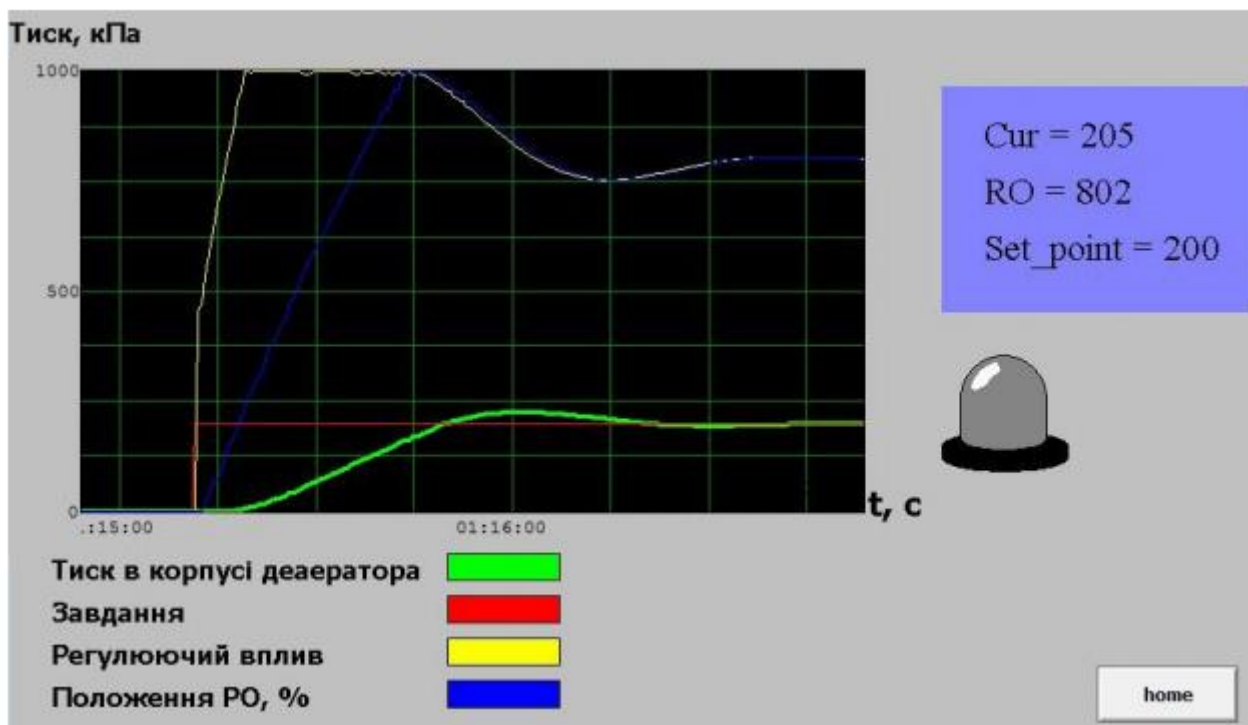 Тиск, кПа
1000
500
0
.:15:00
01:16:00
t, с
Cur = 205
RO = 802
Set_point = 200
Тиск в корпусі деаератора
Завдання
Регулюючий вплив
Положення РО, %
home